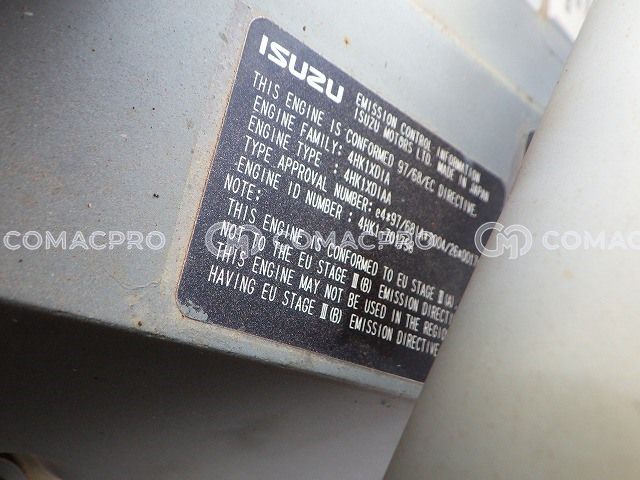 ISUZU
EMISSION CONTROL INFORMATION
ISUZU MOTORS LTD. MADE IN JAPAN
THIS ENGINE IS CONFORMED 97/68/EC DIRECTIVE.
ENGINE FAMILY: 4HK1XDIA
ENGINE TYPE : 4HK1XDIAA
TYPE APPROVAL NUMBER:
ENGINE ID NUMBER :
NOTE:
THIS ENGINE IS CONFORMED TO EU STAGE Ⅲ (A),
NOT TO THE EU STAGE Ⅲ (B) EMISSION
THIS ENGINE MAY NOT BE USED IN THE
HAVING EU STAGE Ⅲ (B) EMISSION DIRECTIVE
COMACPRO COMACPRO COMACPRO